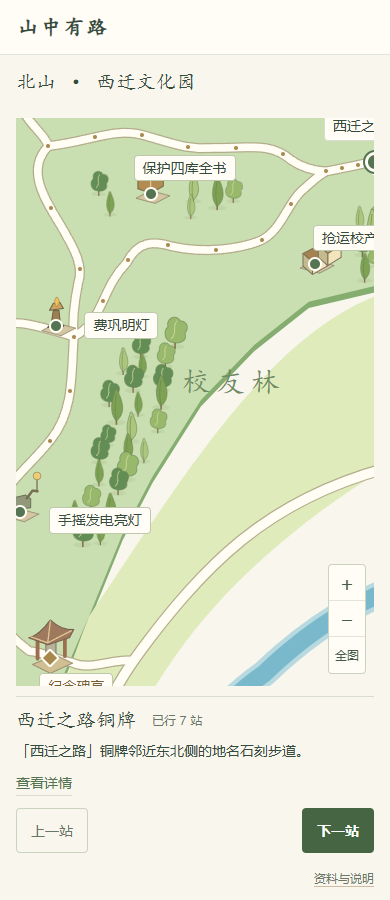 山中有路
北山 • 西迁文化园
西迁之
保护四库全书
抢运校产
费巩明灯
校友林
手摇发电亮灯
纪念碑亭
+
−
全图
西迁之路铜牌 已行 7 站
「西迁之路」铜牌邻近东北侧的地名石刻步道。
查看详情
上一站
下一站
资料与说明